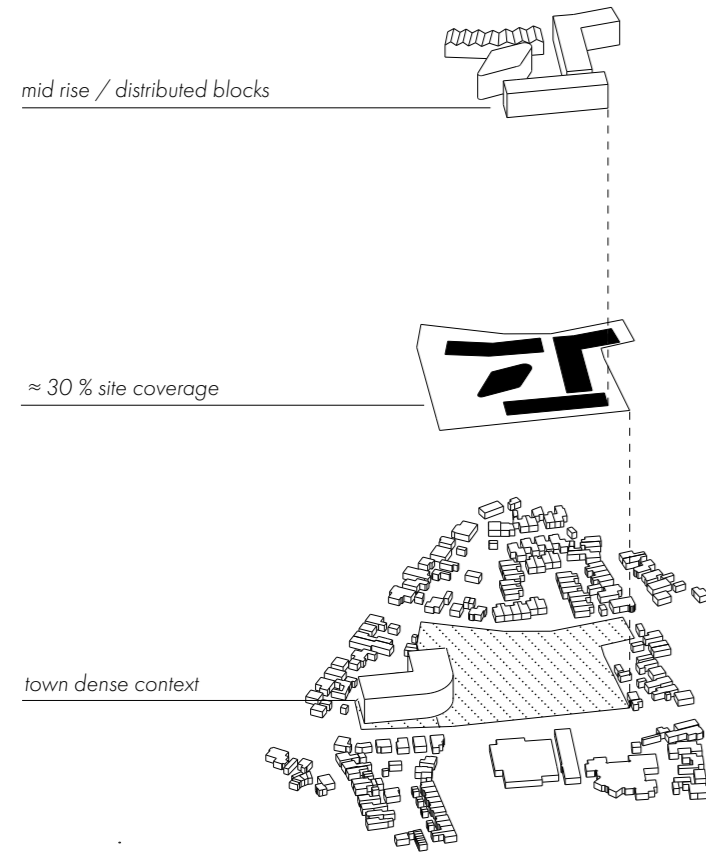 mid rise / distributed blocks
≈ 30 % site coverage
town dense context